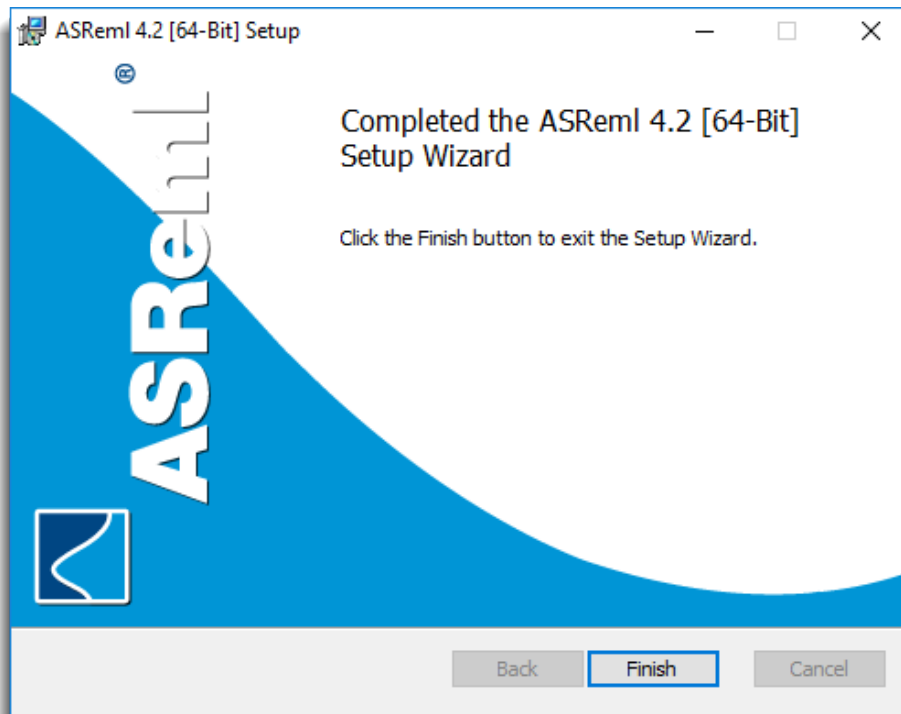 ASReml 4.2 [64-Bit] Setup
ASReml®
Completed the ASReml 4.2 [64-Bit]
Setup Wizard
Click the Finish button to exit the Setup Wizard.
Back
Finish
Cancel